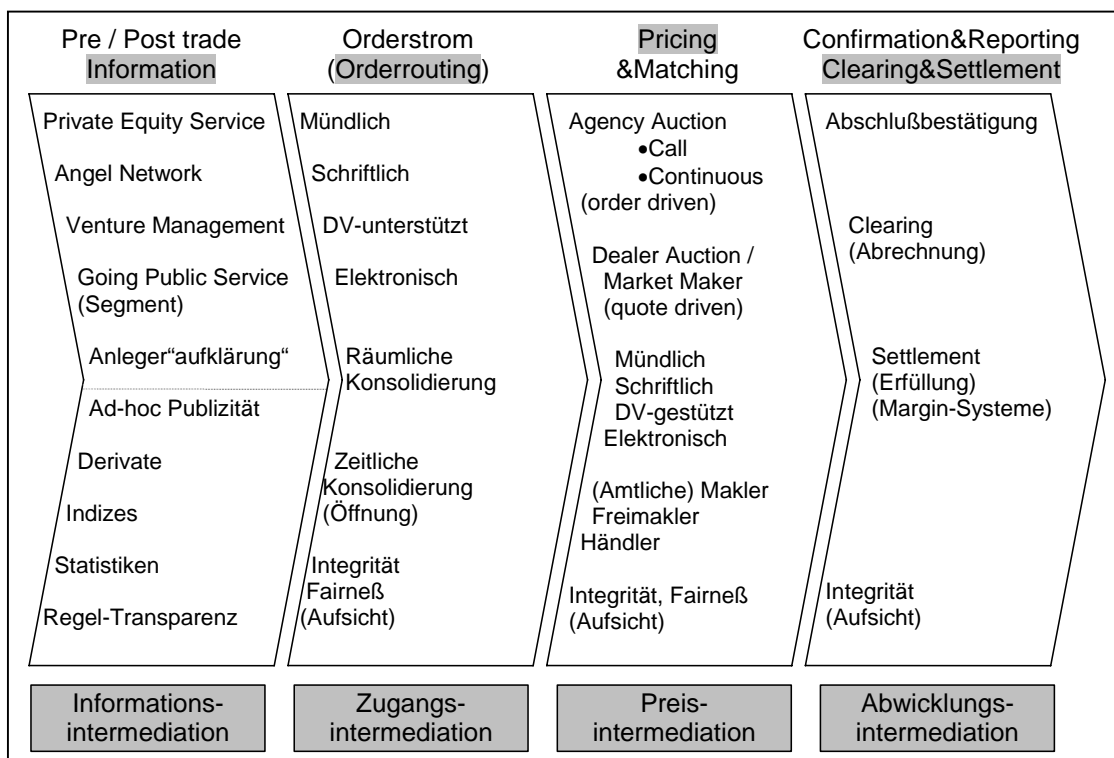 Pre / Post trade
Information
Private Equity Service
Angel Network
Venture Management
Going Public Service
(Segment)
Anleger“aufklärung“
Ad-hoc Publizität
Derivate
Indizes
Statistiken
Regel-Transparenz
Informations-
intermediation
Orderstrom
(Orderrouting)
Mündlich
Schriftlich
DV-unterstützt
Elektronisch
Räumliche
Konsolidierung
Zeitliche
Konsolidierung
(Öffnung)
Integrität
Fairneß
(Aufsicht)
Zugangs-
intermediation
Pricing
&Matching
Agency Auction
•Call
•Continuous
(order driven)
Dealer Auction /
Market Maker
(quote driven)
Mündlich
Schriftlich
DV-gestützt
Elektronisch
(Amtliche) Makler
Freimakler
Händler
Integrität, Fairneß
(Aufsicht)
Preis-
intermediation
Confirmation&Reporting
Clearing&Settlement
Abschlußbestätigung
Clearing
(Abrechnung)
Settlement
(Erfüllung)
(Margin-Systeme)
Integrität
(Aufsicht)
Abwicklungs-
intermediation